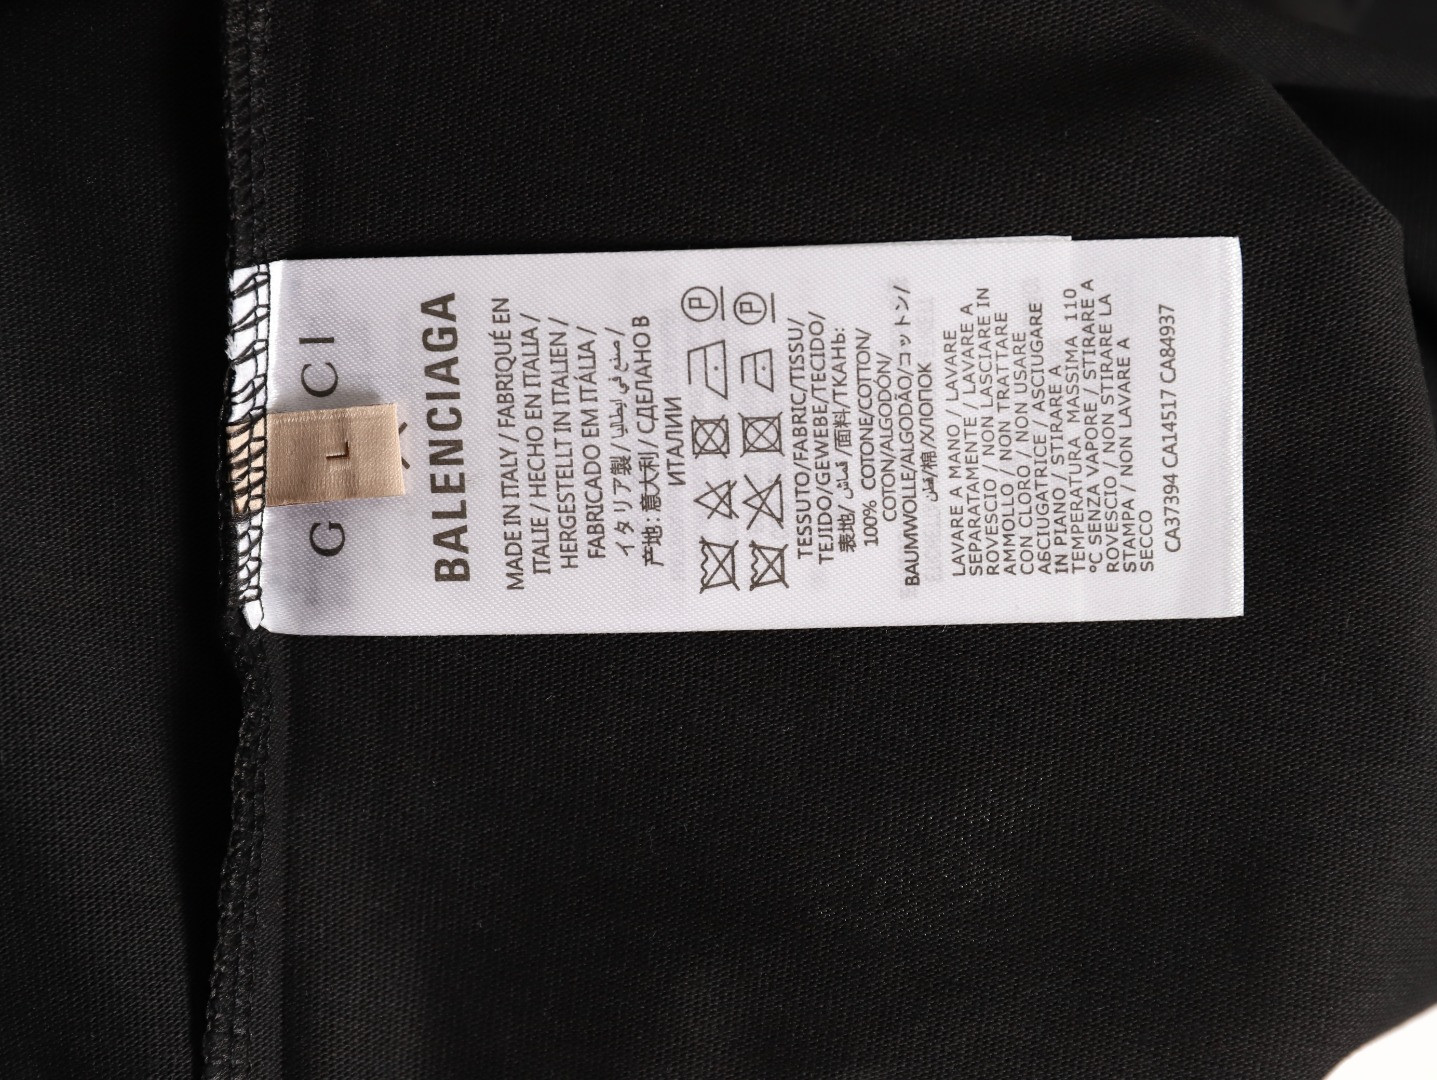 G CI
L
BALENCIAGA
MADE IN ITALY / FABRIQUÉ EN
ITALIE / HECHO EN ITALIA /
HERGESTELLT IN ITALIEN /
FABRICADO EM ITÁLIA /
イタリア製 / صنع في ايطاليا /
产地: 意大利 / СДЕЛАНО В
ИТАЛИИ
P
P
TESSUTO/FABRIC/TISSU/
TEJIDO/GEWEBE/TECIDO/
表地/ قماش /面料/ТКАНЬ:
100% COTONE/COTTON/
COTON/ALGODÓN/
BAUMWOLLE/ALGODÃO/コットン/
قطن/棉/ХЛОПОК
LAVARE A MANO / LAVARE
SEPARATAMENTE / LAVARE A
ROVESCIO / NON LASCIARE IN
AMMOLLO / NON TRATTARE
CON CLORO / NON USARE
A6CIUGATRICE / ASCIUGARE
IN PIANO / STIRARE A
TEMPERATURA MASSIMA 110
°C SENZA VAPORE / STIRARE A
ROVESCIO / NON STIRARE LA
STAMPA / NON LAVARE A
SECCO
CA37394 CA14517 CA84937